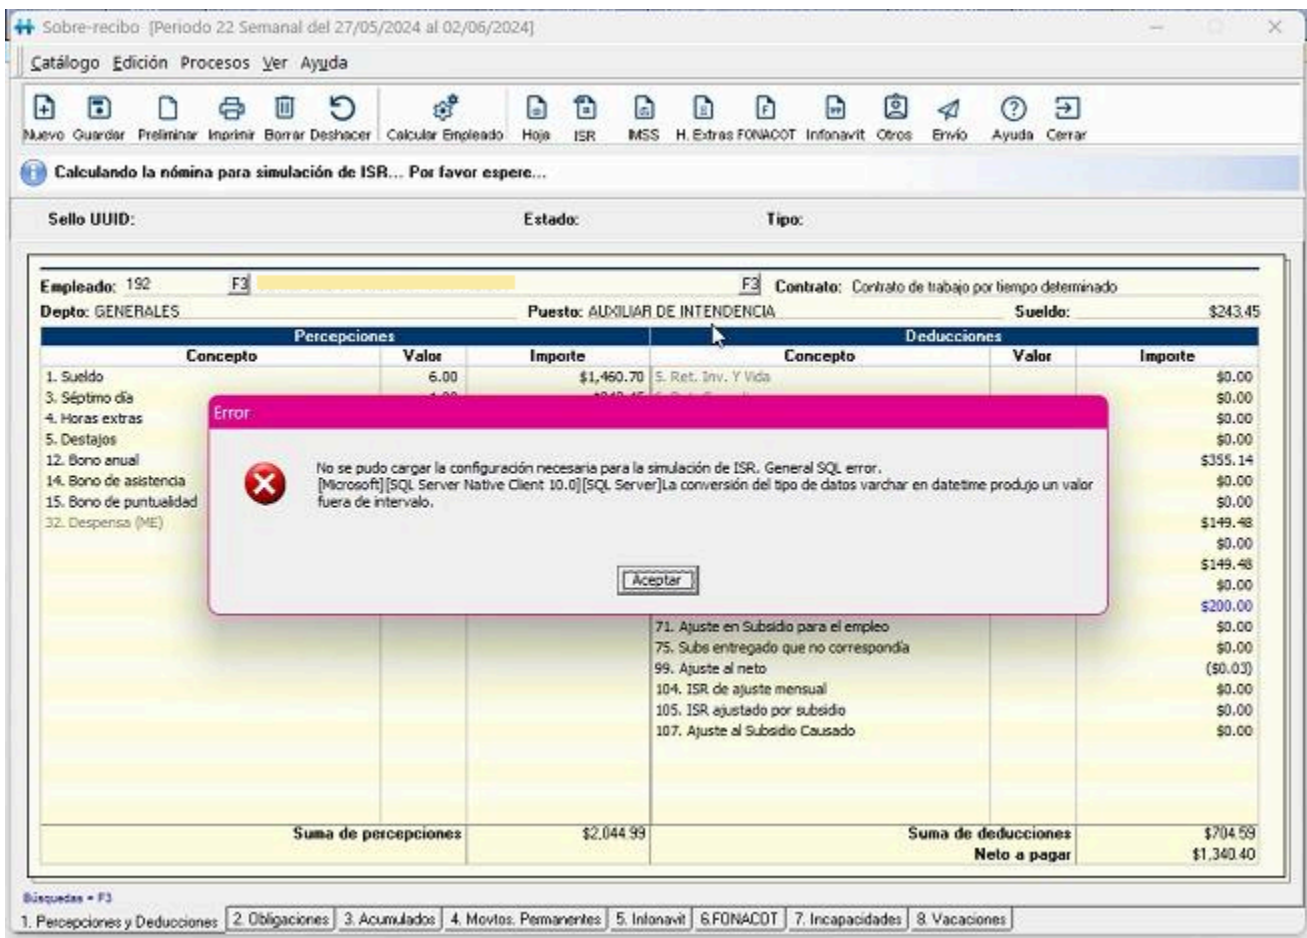 Sobre-recibo [Periodo 22 Semanal del 27/05/2024 al 02/06/2024]
Catálogo Edición Procesos Ver Ayuda
Nuevo Guardar Preliminar Imprimir Borrar Deshacer Calcular Empleado Hoja ISR IMSS H. Extras FONACOT Infonavit Otros Envío Ayuda Cerrar
Calculando la nómina para simulación de ISR... Por favor espere...
Sello UUID: Estado: Tipo:
Empleado: 192 F3 F3 Contrato: Contrato de trabajo por tiempo determinado
Depto: GENERALES Puesto: AUXILIAR DE INTENDENCIA Sueldo: $243.45
Percepciones Deducciones
Concepto Valor Importe Concepto Valor Importe
1. Sueldo 6.00 $1,460.70 5. Ret. Inv. Y Vida $0.00
3. Séptimo día $0.00
4. Horas extras $0.00
5. Destajos $0.00
12. Bono anual $355.14
14. Bono de asistencia $0.00
15. Bono de puntualidad $0.00
32. Despensa (ME) $149.48
$0.00
$149.48
$0.00
$200.00
Error
No se pudo cargar la configuración necesaria para la simulación de ISR. General SQL error.
[Microsoft][SQL Server Native Client 10.0][SQL Server]La conversión del tipo de datos varchar en datetime produjo un valor
fuera de intervalo.
Aceptar
71. Ajuste en Subsidio para el empleo $0.00
75. Subs entregado que no correspondía $0.00
99. Ajuste al neto ($0.03)
104. ISR de ajuste mensual $0.00
105. ISR ajustado por subsidio $0.00
107. Ajuste al Subsidio Causado $0.00
Suma de percepciones $2,044.99 Suma de deducciones $704.59
Neto a pagar $1,340.40
Búsquedas = F3
1. Percepciones y Deducciones 2. Obligaciones 3. Acumulados 4. Movtos. Permanentes 5. Infonavit 6.FONACOT 7. Incapacidades 8. Vacaciones